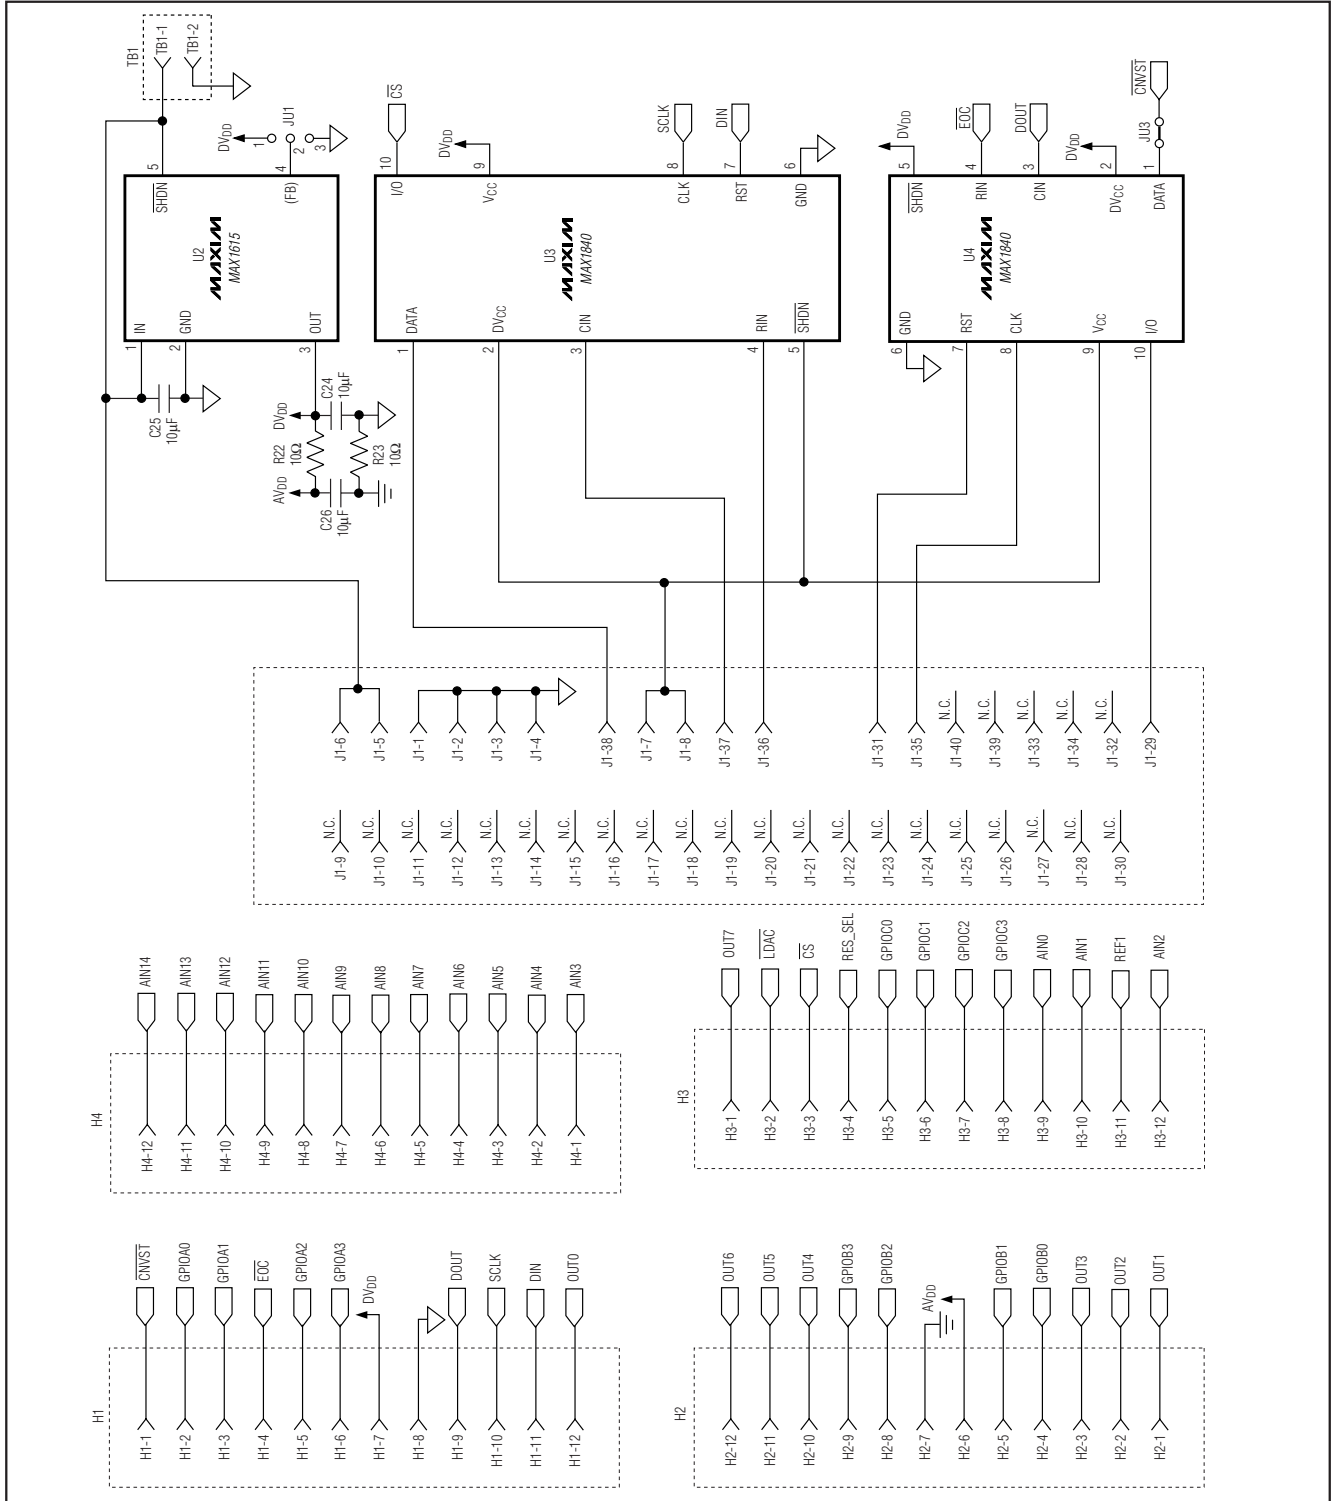 TB1
TB1-1
TB1-2
DVDD
JU1
1
2
3
5
4
SHDN
(FB)
U2
MAXIM
MAX1615
IN
GND
OUT
1
2
3
C25
10µF
DVDD
C24
10µF
R22
10Ω
R23
10Ω
AVDD
C26
10µF
CS
DVDD
SCLK
DIN
10
9
8
7
6
I/O
VCC
CLK
RST
GND
U3
MAXIM
MAX1840
DATA
DVCC
CIN
RIN
SHDN
1
2
3
4
5
DVDD
EOC
DOUT
DVDD
CNVST
JU3
5
4
3
2
1
SHDN
RIN
CIN
DVCC
DATA
U4
MAXIM
MAX1840
GND
RST
CLK
VCC
I/O
6
7
8
9
10
J1-6
J1-5
J1-1
J1-2
J1-3
J1-4
J1-38
J1-7
J1-8
J1-37
J1-36
J1-31
J1-35
N.C.
J1-40
N.C.
J1-39
N.C.
J1-33
N.C.
J1-34
N.C.
J1-32
J1-29
N.C.
J1-9
N.C.
J1-10
N.C.
J1-11
N.C.
J1-12
N.C.
J1-13
N.C.
J1-14
N.C.
J1-15
N.C.
J1-16
N.C.
J1-17
N.C.
J1-18
N.C.
J1-19
N.C.
J1-20
N.C.
J1-21
N.C.
J1-22
N.C.
J1-23
N.C.
J1-24
N.C.
J1-25
N.C.
J1-26
N.C.
J1-27
N.C.
J1-28
N.C.
J1-30
H4
AIN14
AIN13
AIN12
AIN11
AIN10
AIN9
AIN8
AIN7
AIN6
AIN5
AIN4
AIN3
H4-12
H4-11
H4-10
H4-9
H4-8
H4-7
H4-6
H4-5
H4-4
H4-3
H4-2
H4-1
H3
OUT7
LDAC
CS
RES_SEL
GPIOC0
GPIOC1
GPIOC2
GPIOC3
AIN0
AIN1
REF1
AIN2
H3-1
H3-2
H3-3
H3-4
H3-5
H3-6
H3-7
H3-8
H3-9
H3-10
H3-11
H3-12
H1
CNVST
GPIOA0
GPIOA1
EOC
GPIOA2
GPIOA3
DVDD
DOUT
SCLK
DIN
OUT0
H1-1
H1-2
H1-3
H1-4
H1-5
H1-6
H1-7
H1-8
H1-9
H1-10
H1-11
H1-12
H2
OUT6
OUT5
OUT4
GPIOB3
GPIOB2
AVDD
GPIOB1
GPIOB0
OUT3
OUT2
OUT1
H2-12
H2-11
H2-10
H2-9
H2-8
H2-7
H2-6
H2-5
H2-4
H2-3
H2-2
H2-1